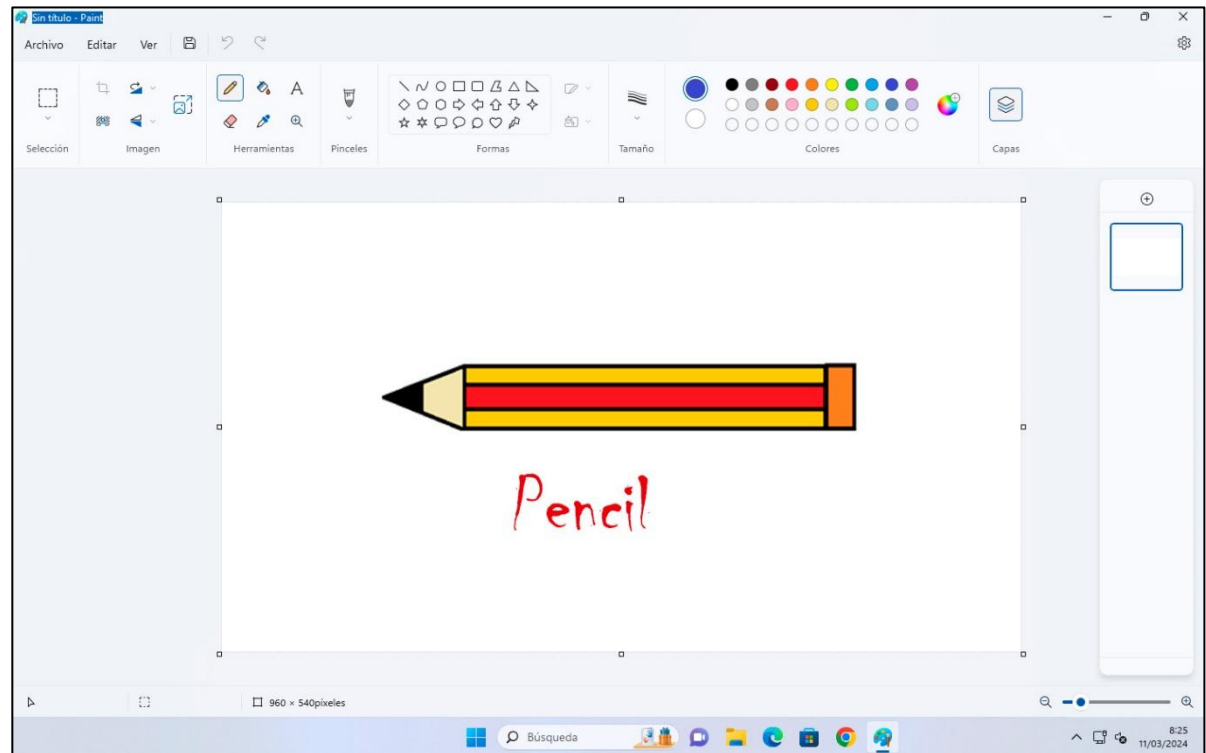 Sin título - Paint
Archivo Editar Ver
Selección Imagen Herramientas Pinceles Formas Tamaño Colores Capas
Pencil
960 × 540píxeles
Búsqueda
8:25
11/03/2024